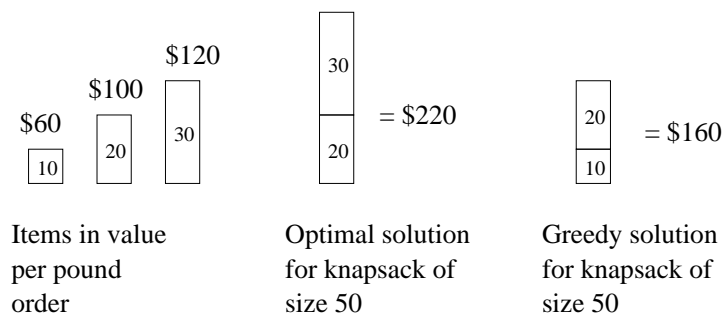 $60
10
$100
20
$120
30
30
20
= $220
20
10
= $160
Items in value
per pound
order
Optimal solution
for knapsack of
size 50
Greedy solution
for knapsack of
size 50